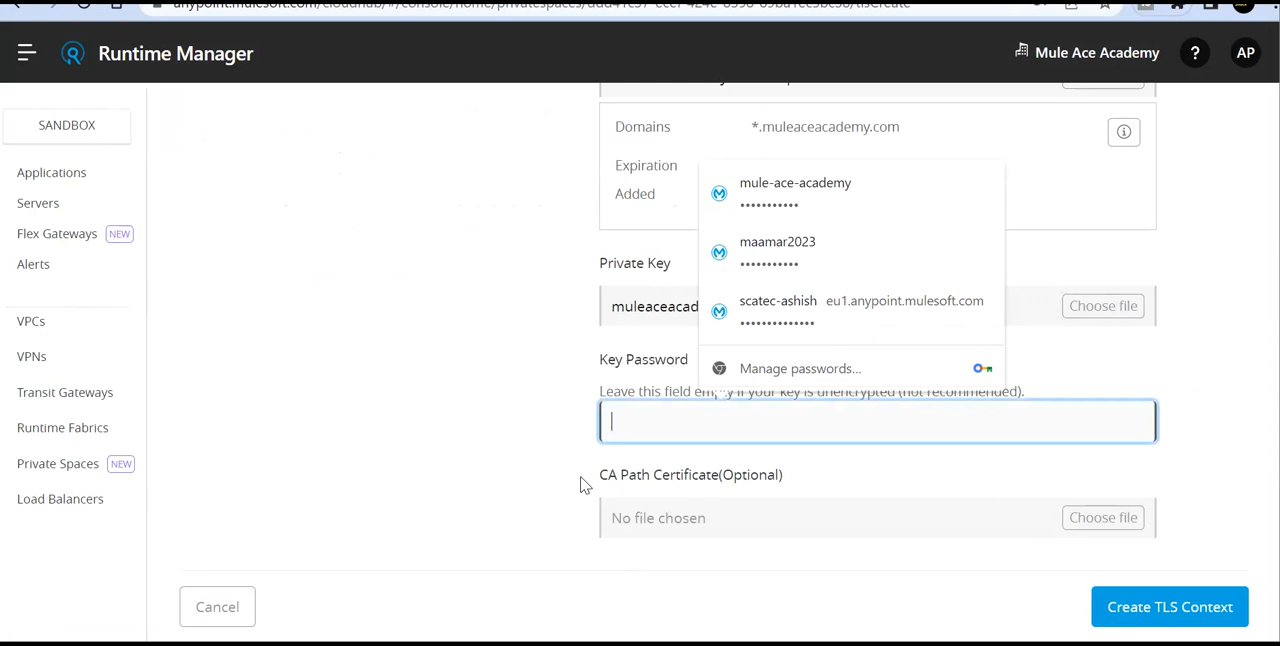 Runtime Manager
Mule Ace Academy
?
AP
SANDBOX
Applications
Servers
Flex Gateways NEW
Alerts
VPCs
VPNs
Transit Gateways
Runtime Fabrics
Private Spaces NEW
Load Balancers
Domains *.muleaceacademy.com
Expiration
Added
mule-ace-academy
•••••••••••
maamar2023
•••••••••••
scatec-ashish eu1.anypoint.mulesoft.com
••••••••••••••
Manage passwords...
Private Key
muleaceacad
Choose file
Key Password
Leave this field empty if your key is unencrypted (not recommended).
CA Path Certificate(Optional)
No file chosen
Choose file
Cancel
Create TLS Context